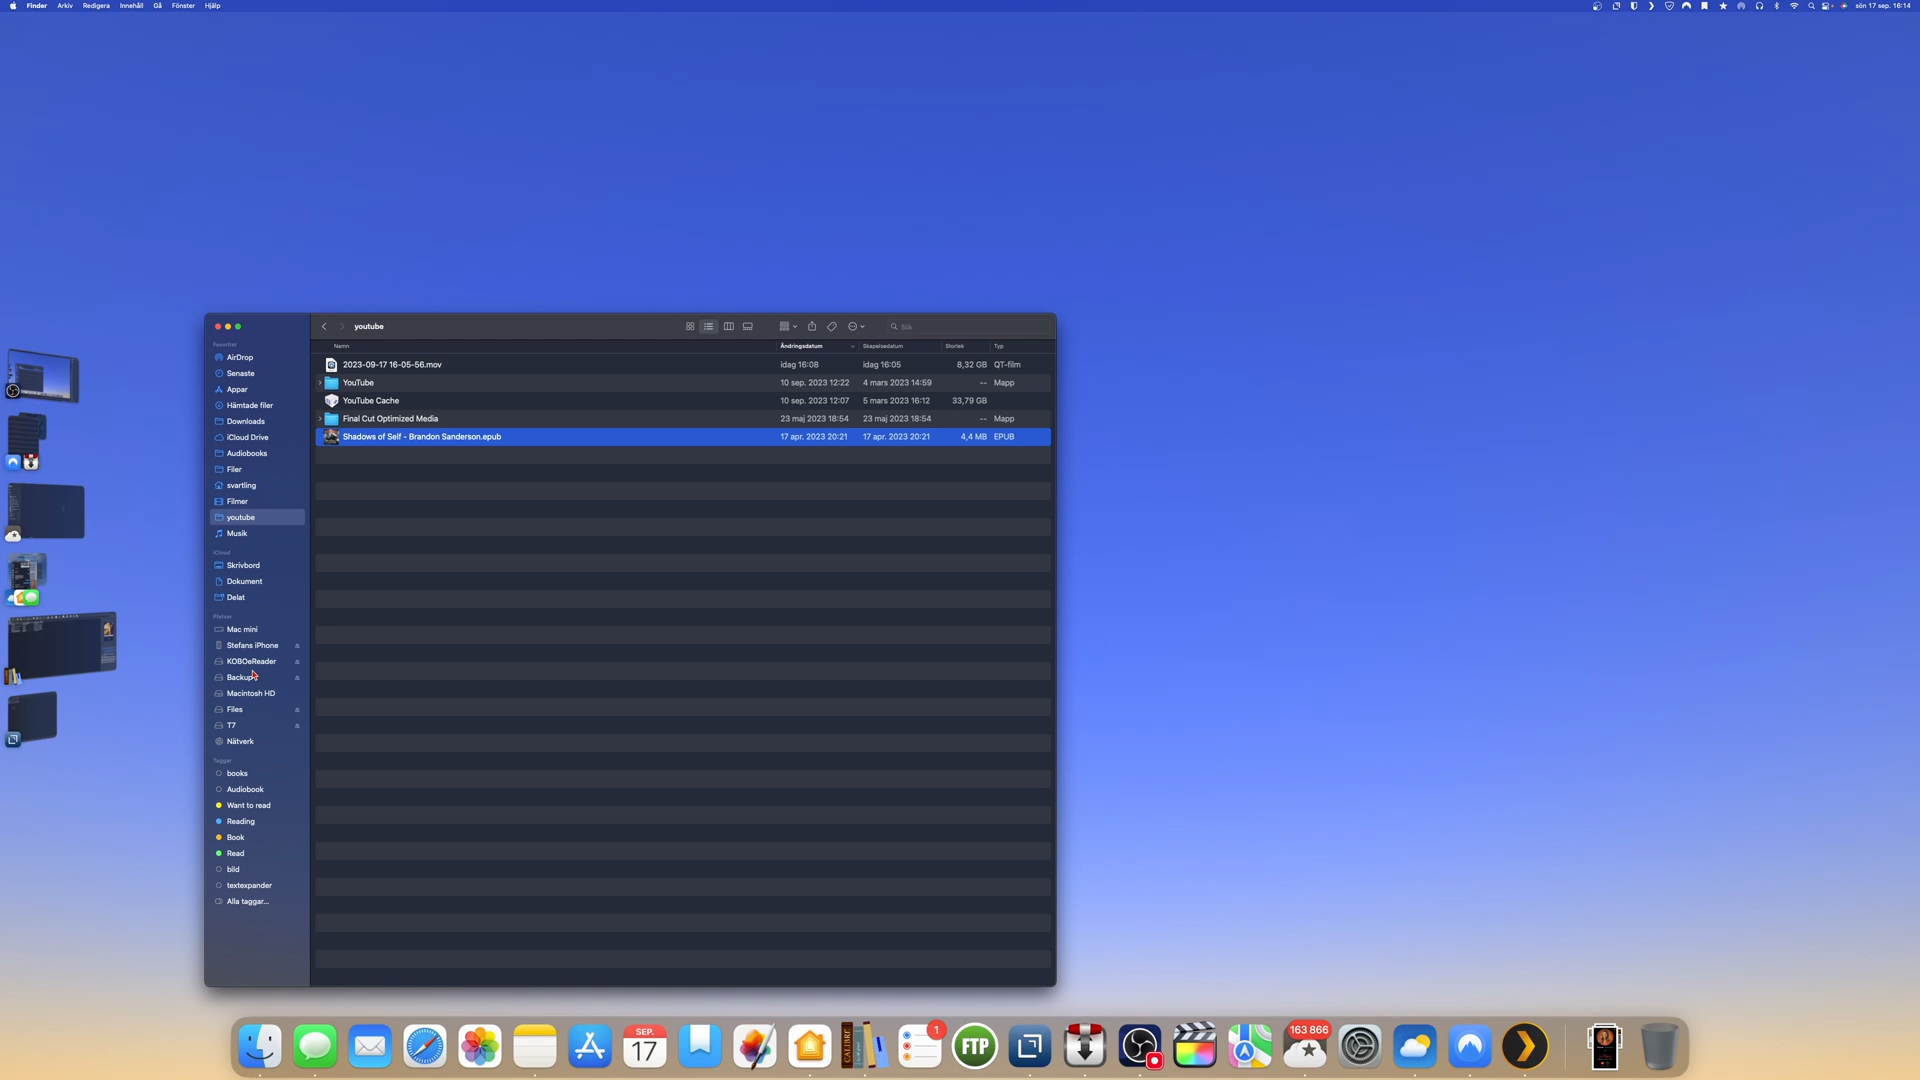 Finder Arkiv Redigera Innehåll Gå Fönster Hjälp
sön 17 sep. 16:14
youtube
Sök
Namn Ändringsdatum Skapelsedatum Storlek Typ
2023-09-17 16-05-56.mov idag 16:08 idag 16:05 8,32 GB QT-film
YouTube 10 sep. 2023 12:22 4 mars 2023 14:59 -- Mapp
YouTube Cache 10 sep. 2023 12:07 5 mars 2023 16:12 33,79 GB
Final Cut Optimized Media 23 maj 2023 18:54 23 maj 2023 18:54 -- Mapp
Shadows of Self - Brandon Sanderson.epub 17 apr. 2023 20:21 17 apr. 2023 20:21 4,4 MB EPUB
Favoriter
AirDrop
Senaste
Appar
Hämtade filer
Downloads
iCloud Drive
Audiobooks
Filer
svartling
Filmer
youtube
Musik
iCloud
Skrivbord
Dokument
Delat
Platser
Mac mini
Stefans iPhone
KOBOeReader
Backup
Macintosh HD
Files
T7
Nätverk
Taggar
books
Audiobook
Want to read
Reading
Book
Read
bild
textexpander
Alla taggar...
SEP.
17
CALIBRE
1
FTP
163 866